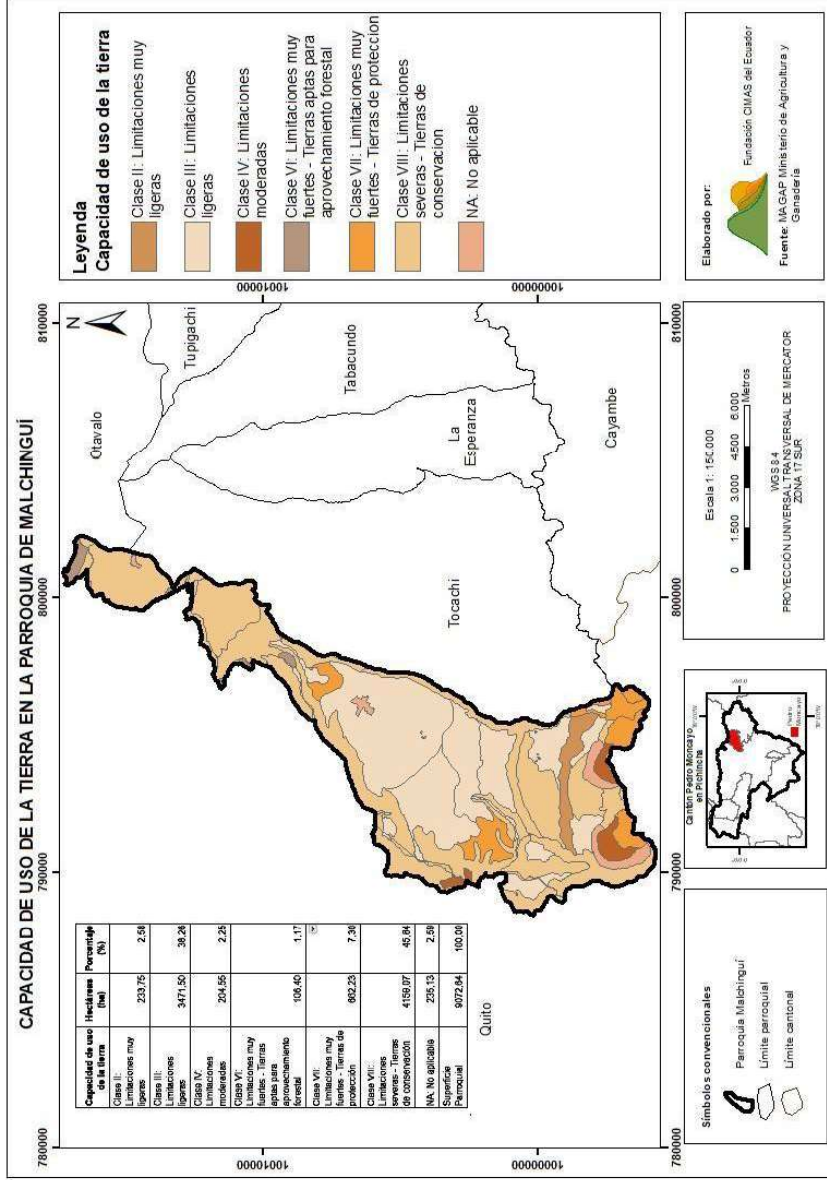 CAPACIDAD DE USO DE LA TIERRA EN LA PARROQUIA DE MALCHINGUÍ
780000
790000
800000
810000
Capacidad de uso de la tierra | Hectáreas (ha) | Porcentaje (%)
Clase II: Limitaciones muy ligeras | 233,75 | 2,58
Clase III: Limitaciones ligeras | 3471,50 | 38,26
Clase IV: Limitaciones moderadas | 204,55 | 2,25
Clase VI: Limitaciones muy fuertes - Tierras aptas para aprovechamiento forestal | 106,40 | 1,17
Clase VII: Limitaciones muy fuertes - Tierras de protección | 662,23 | 7,30
Clase VIII: Limitaciones severas - Tierras de conservación | 4159,07 | 45,84
NA: No aplicable | 235,13 | 2,59
Superficie Parroquial | 9072,64 | 100,00
N
Otavalo
Tupigachi
Tabacundo
La
Esperanza
Tocachi
Cayambe
Quito
10010000
10000000
10010000
10000000
780000
790000
800000
810000
Leyenda
Capacidad de uso de la tierra
Clase II: Limitaciones muy
ligeras
Clase III: Limitaciones
ligeras
Clase IV: Limitaciones
moderadas
Clase VI: Limitaciones muy
fuertes - Tierras aptas para
aprovechamiento forestal
Clase VII: Limitaciones muy
fuertes - Tierras de proteccion
Clase VIII: Limitaciones
severas - Tierras de
conservacion
NA: No aplicable
Símbolos convencionales
Parroquia Malchinguí
Límite parroquial
Límite cantonal
Cantón Pedro Moncayo
en Pichincha
Pedro
Moncayo
Escala 1: 150.000
0 1.500 3.000 4.500 6.000
Metros
WGS 84
PROYECCIÓN UNIVERSAL TRANSVERSAL DE MERCATOR
ZONA 17 SUR
Elaborado por:
Fundación CIMAS del Ecuador
Fuente: MAGAP Ministerio de Agricultura y
Ganadería